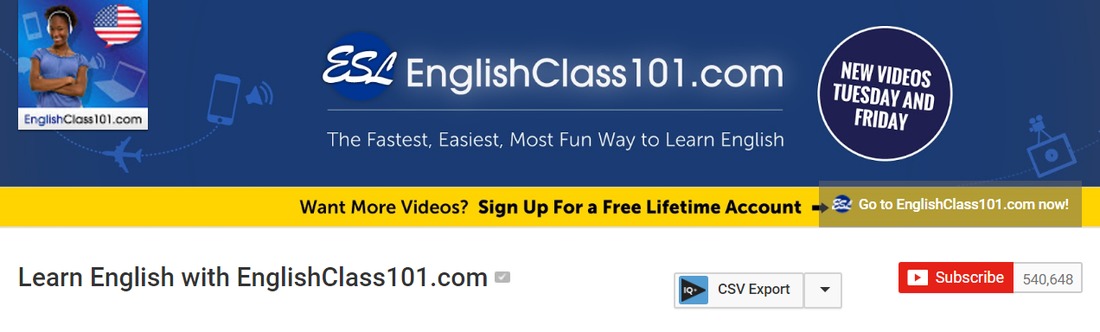 ESL EnglishClass101.com
NEW VIDEOS
TUESDAY AND
FRIDAY
EnglishClass101.com
The Fastest, Easiest, Most Fun Way to Learn English
Want More Videos? Sign Up For a Free Lifetime Account
ESL Go to EnglishClass101.com now!
Learn English with EnglishClass101.com
IQ CSV Export
Subscribe 540,648